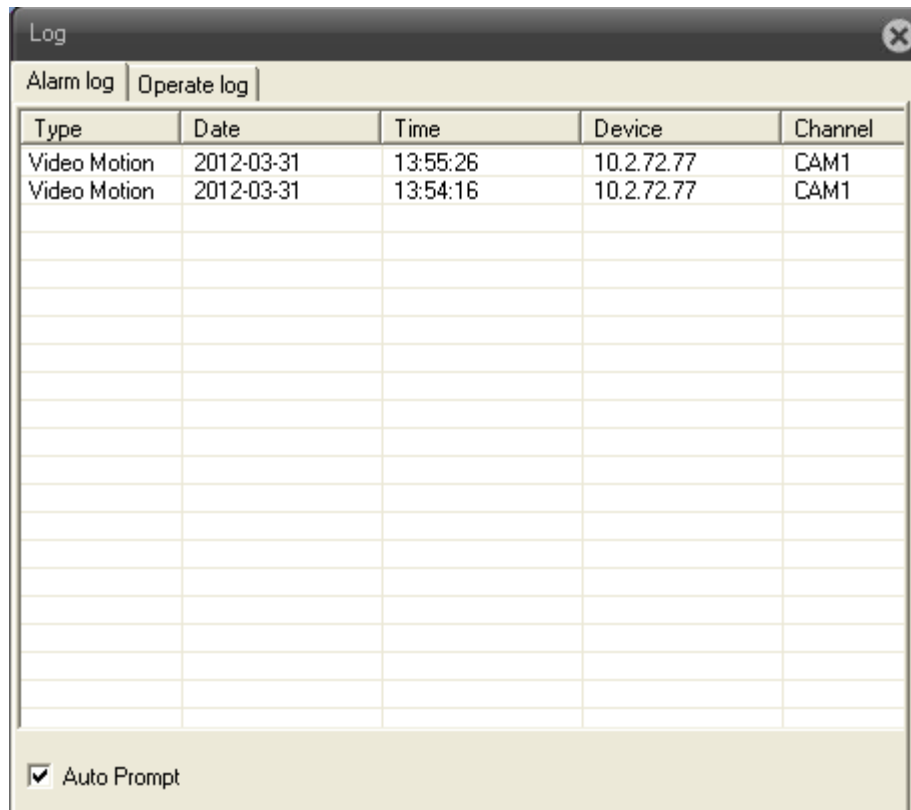 Log
Alarm log Operate log
Type Date Time Device Channel
Video Motion 2012-03-31 13:55:26 10.2.72.77 CAM1
Video Motion 2012-03-31 13:54:16 10.2.72.77 CAM1
Auto Prompt